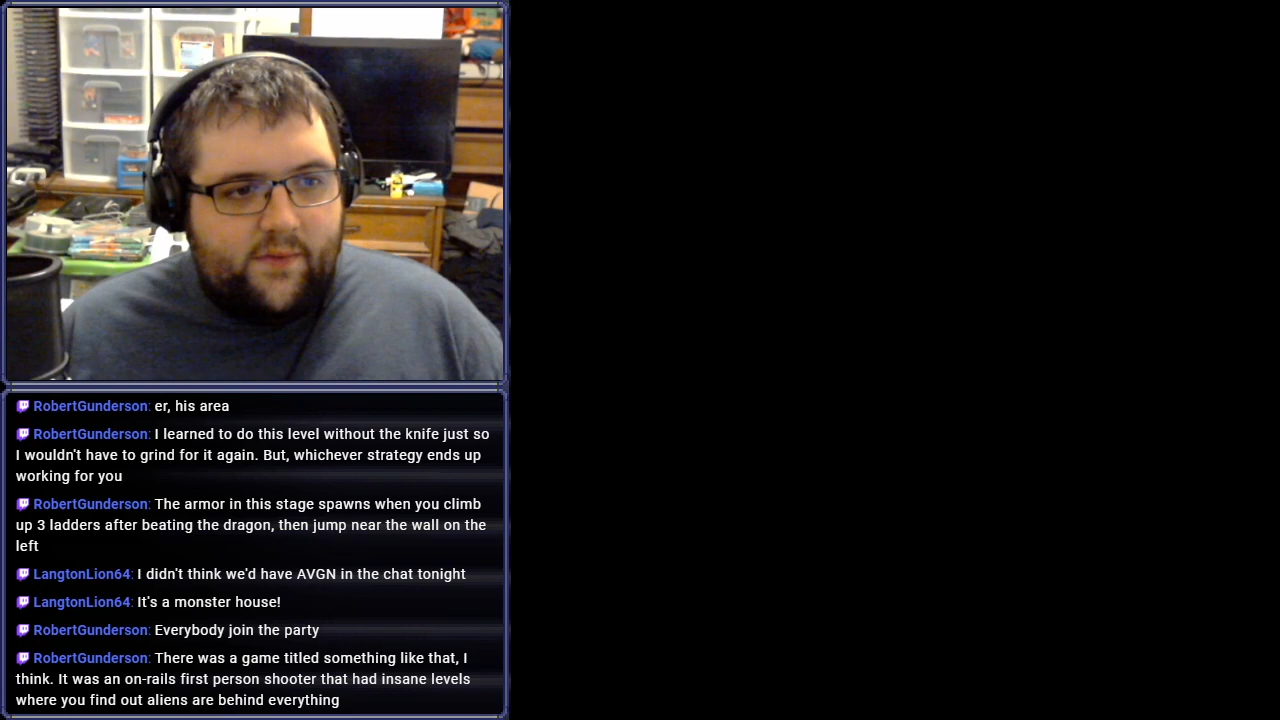 RobertGunderson: er, his area
RobertGunderson: I learned to do this level without the knife just so
I wouldn't have to grind for it again. But, whichever strategy ends up
working for you
RobertGunderson: The armor in this stage spawns when you climb
up 3 ladders after beating the dragon, then jump near the wall on the
left
LangtonLion64: I didn't think we'd have AVGN in the chat tonight
LangtonLion64: It's a monster house!
RobertGunderson: Everybody join the party
RobertGunderson: There was a game titled something like that, I
think. It was an on-rails first person shooter that had insane levels
where you find out aliens are behind everything